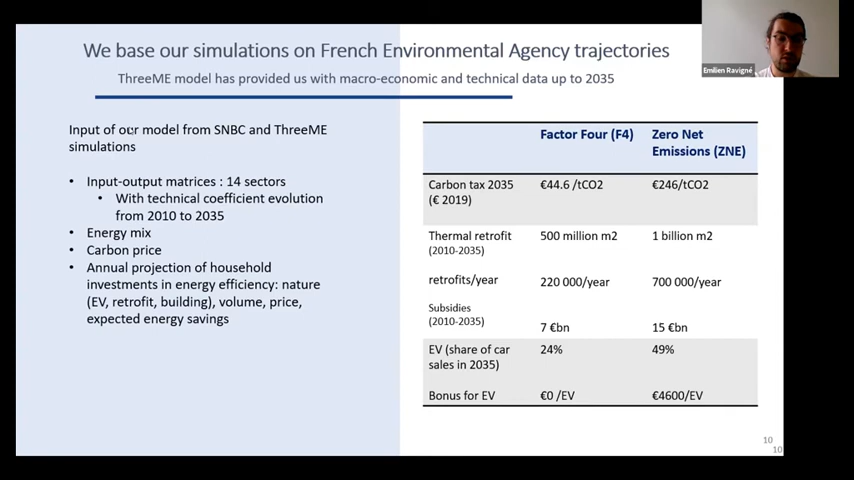 We base our simulations on French Environmental Agency trajectories
ThreeME model has provided us with macro-economic and technical data up to 2035
Emilien Ravigné
Input of our model from SNBC and ThreeME
simulations
• Input-output matrices : 14 sectors
• With technical coefficient evolution
from 2010 to 2035
• Energy mix
• Carbon price
• Annual projection of household
investments in energy efficiency: nature
(EV, retrofit, building), volume, price,
expected energy savings
Factor Four (F4) Zero Net
Emissions (ZNE)
Carbon tax 2035 €44.6 /tCO2 €246/tCO2
(€ 2019)
Thermal retrofit 500 million m2 1 billion m2
(2010-2035)
retrofits/year 220 000/year 700 000/year
Subsidies
(2010-2035) 7 €bn 15 €bn
EV (share of car 24% 49%
sales in 2035)
Bonus for EV €0 /EV €4600/EV
10
10